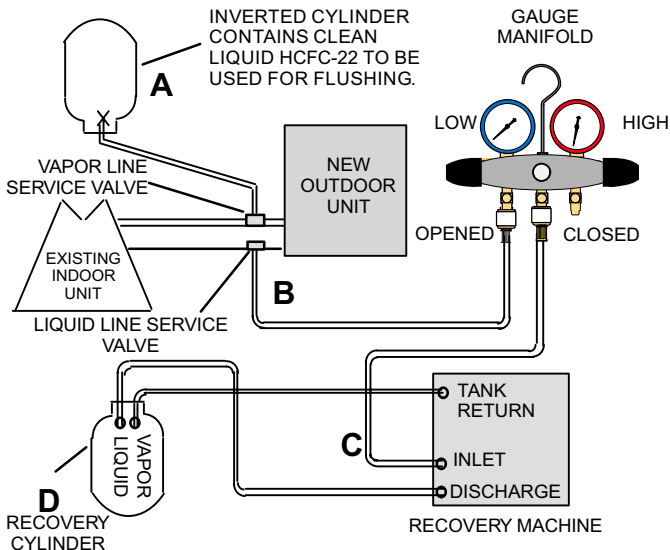 INVERTED CYLINDER
CONTAINS CLEAN
LIQUID HCFC-22 TO BE
USED FOR FLUSHING.
A
GAUGE
MANIFOLD
LOW
HIGH
VAPOR LINE
SERVICE VALVE
NEW
OUTDOOR
UNIT
EXISTING
INDOOR
UNIT
OPENED
CLOSED
B
LIQUID LINE SERVICE
VALVE
TANK
RETURN
C
INLET
DISCHARGE
LIQUID
VAPOR
D
RECOVERY
CYLINDER
RECOVERY MACHINE